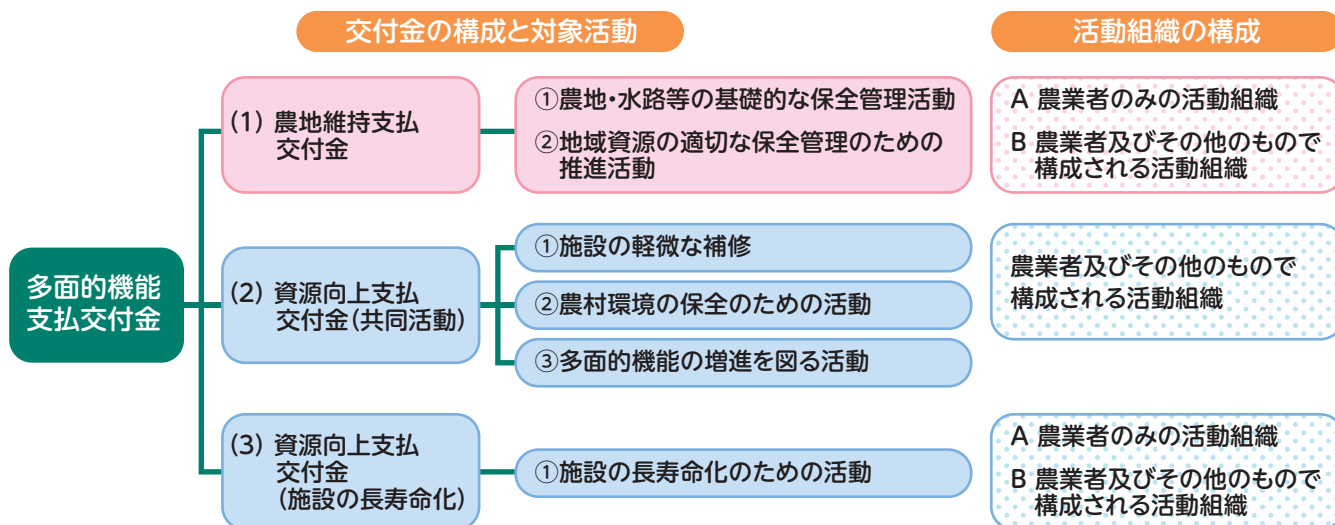 交付金の構成と対象活動
活動組織の構成
多面的機能
支払交付金
(1) 農地維持支払
交付金
①農地・水路等の基礎的な保全管理活動
②地域資源の適切な保全管理のための
推進活動
A 農業者のみの活動組織
B 農業者及びその他のもので
構成される活動組織
(2) 資源向上支払
交付金(共同活動)
①施設の軽微な補修
②農村環境の保全のための活動
③多面的機能の増進を図る活動
農業者及びその他のもので
構成される活動組織
(3) 資源向上支払
交付金
(施設の長寿命化)
①施設の長寿命化のための活動
A 農業者のみの活動組織
B 農業者及びその他のもので
構成される活動組織